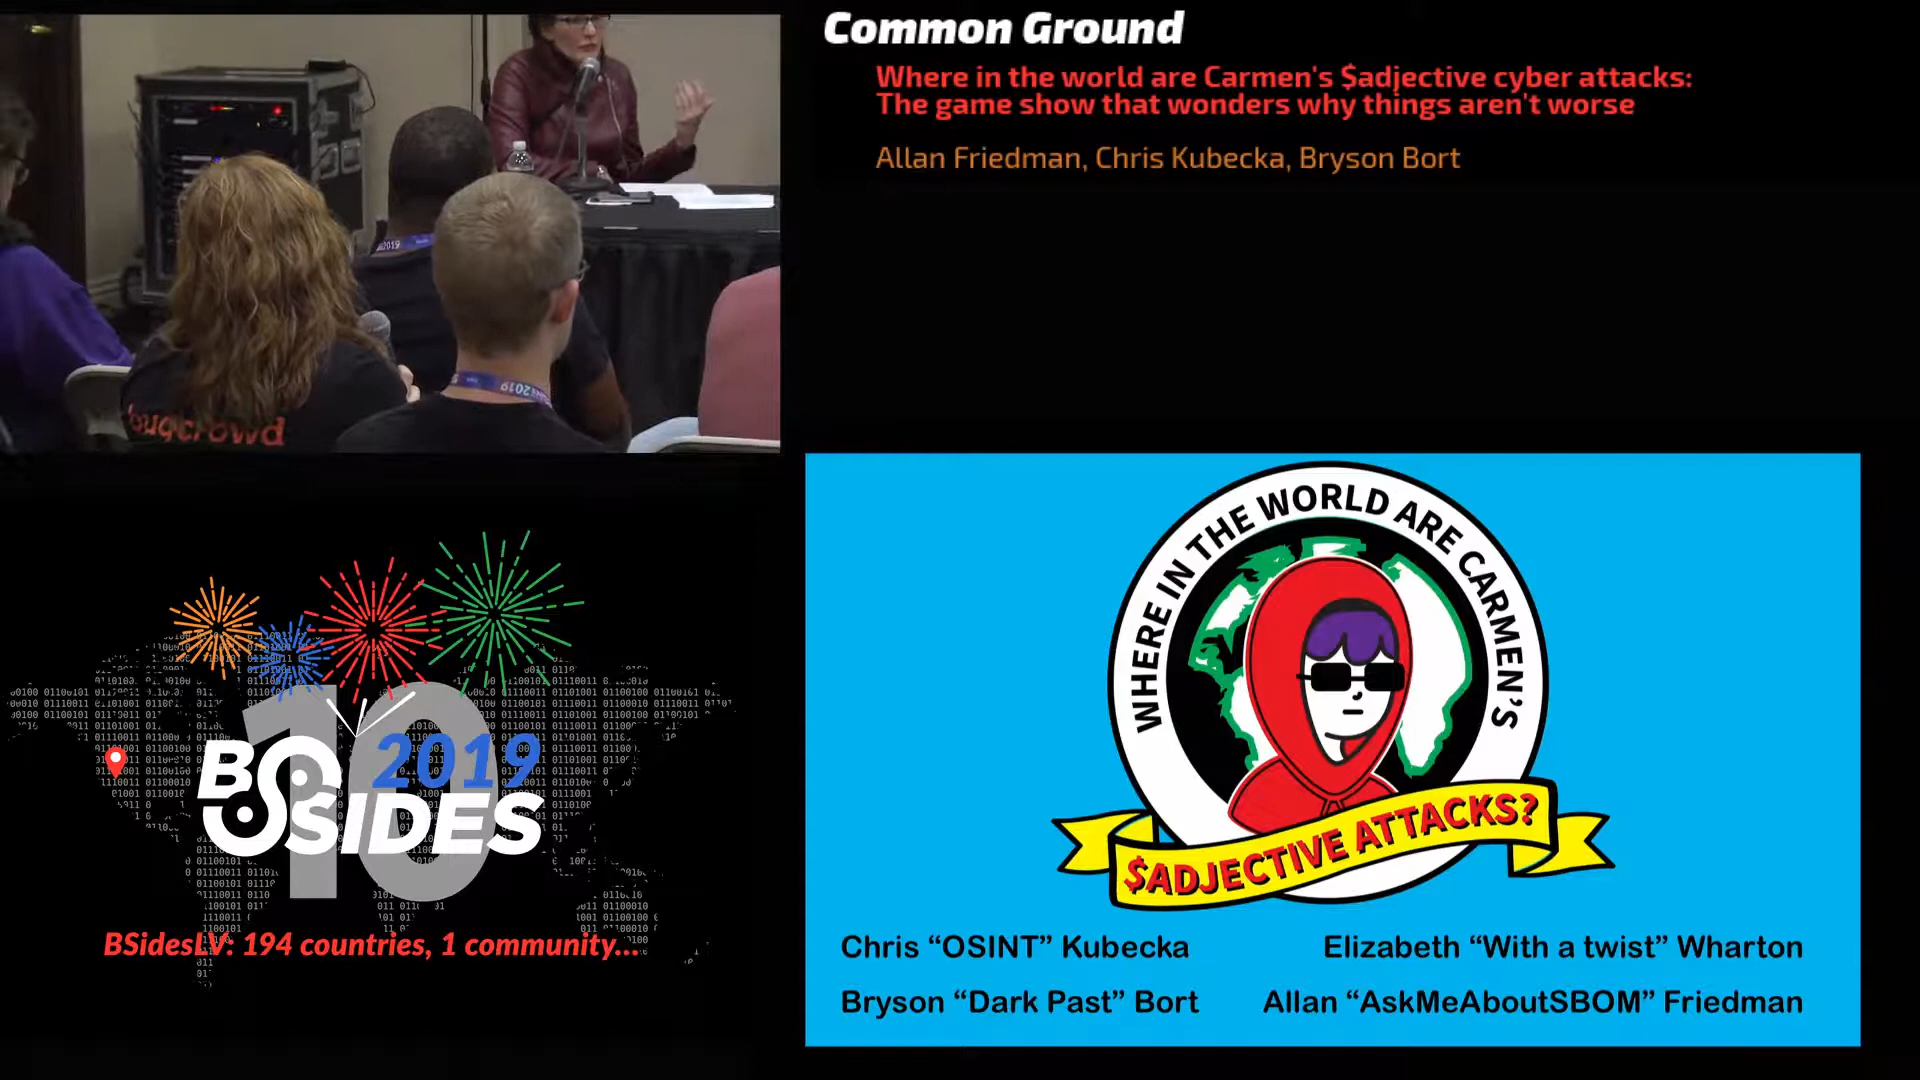 Common Ground
Where in the world are Carmen's $adjective cyber attacks:
The game show that wonders why things aren't worse
Allan Friedman, Chris Kubecka, Bryson Bort
2019
2019
bugcrowd
WHERE IN THE WORLD ARE CARMEN'S
$ADJECTIVE ATTACKS?
10
2019
BSIDES
BSidesLV: 194 countries, 1 community...
Chris “OSINT” Kubecka
Elizabeth “With a twist” Wharton
Bryson “Dark Past” Bort
Allan “AskMeAboutSBOM” Friedman